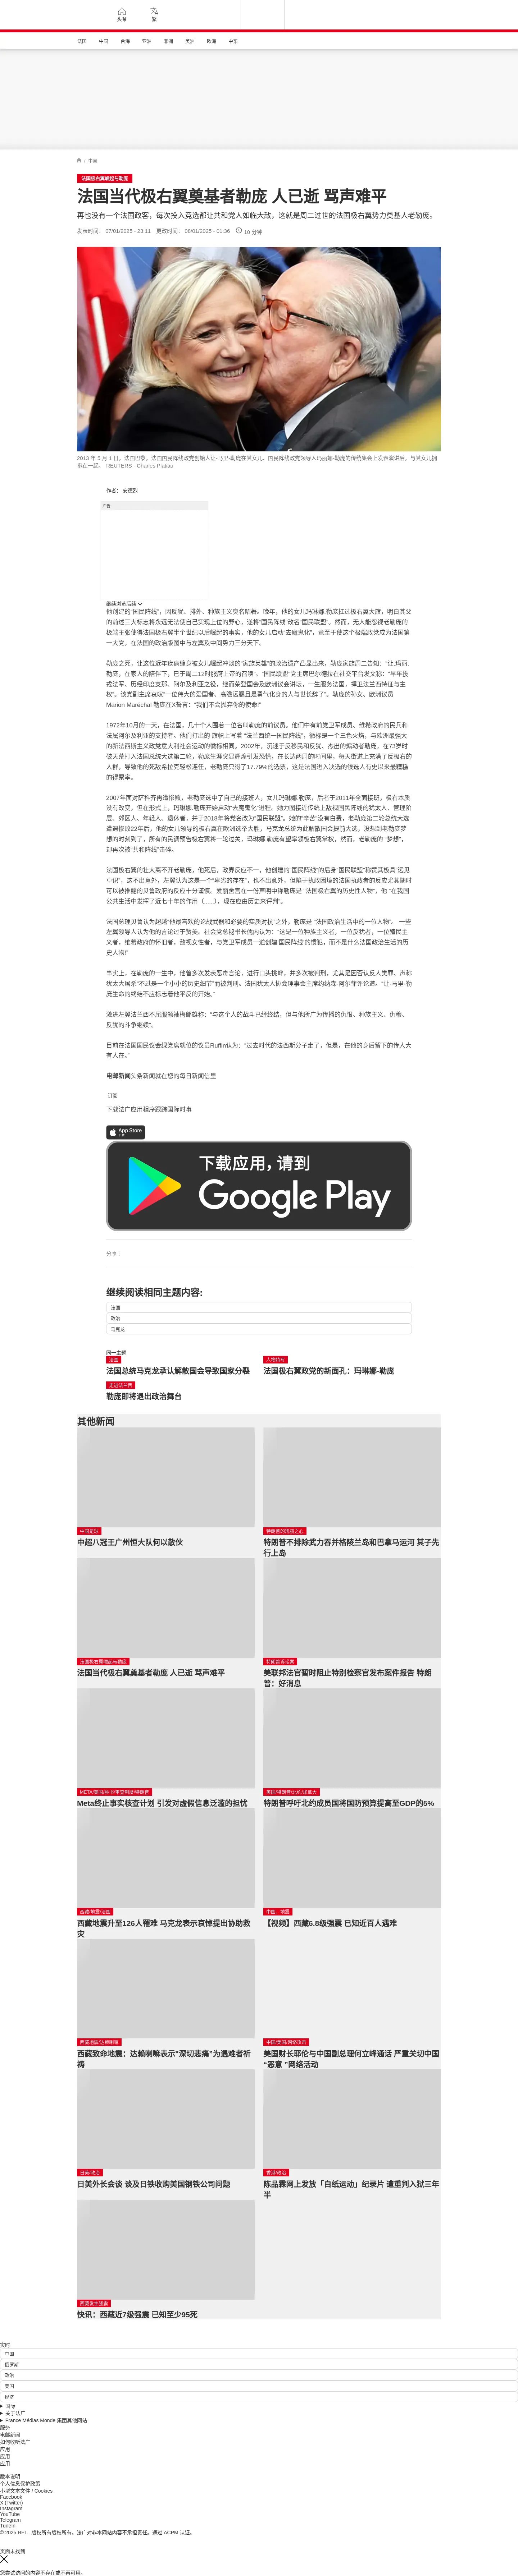 头条
繁
法国
中国
台海
亚洲
非洲
美洲
欧洲
中东
/ 法国
法国极右翼崛起与勒庞
法国当代极右翼奠基者勒庞 人已逝 骂声难平
再也没有一个法国政客，每次投入竞选都让共和党人如临大敌，这就是周二过世的法国极右翼势力奠基人老勒庞。
发表时间： 07/01/2025 - 23:11 更改时间： 08/01/2025 - 01:36 10 分钟
2013 年 5 月 1 日，法国巴黎，法国国民阵线政党创始人让-马里-勒庞在其女儿、国民阵线政党领导人玛丽娜-勒庞的传统集会上发表演讲后，与其女儿拥抱在一起。 REUTERS - Charles Platiau
作者： 安德烈
广告
继续浏览后续
他创建的“国民阵线”，因反犹、排外、种族主义臭名昭著。晚年，他的女儿玛琳娜.勒庞扛过极右翼大旗，明白其父
的前述三大标志将永远无法使自己实现上位的野心，遂将“国民阵线”改名“国民联盟”。然而，无人能忽视老勒庞的
极端主张使得法国极右翼半个世纪以后崛起的事实，他的女儿启动“去魔鬼化”，竟至于使这个极端政党成为法国第
一大党，在法国的政治版图中与左翼及中间势力三分天下。
勒庞之死，让这位近年疾病缠身被女儿崛起冲淡的“家族英雄”的政治遗产凸显出来，勒庞家族周二告知：“让.玛丽.
勒庞，在家人的陪伴下，已于周二12时服膺上帝的召唤”。“国民联盟”党主席巴尔德拉在社交平台发文称：“早年投
戎法军、历经印度支那、阿尔及利亚之役，继而荣登国会及欧洲议会讲坛，一生服务法国，捍卫法兰西特征与主
权”。该党副主席哀叹“一位伟大的爱国者、高瞻远瞩且是勇气化身的人与世长辞了”。勒庞的孙女、欧洲议员
Marion Maréchal 勒庞在X誓言：“我们不会抛弃你的使命!”
1972年10月的一天，在法国，几十个人围着一位名叫勒庞的前议员。他们中有前党卫军成员、维希政府的民兵和
法属阿尔及利亚的支持者。他们打出的 旗帜上写着 “法兰西统一国民阵线”，徽标是一个三色火焰，与欧洲最强大
的新法西斯主义政党意大利社会运动的徽标相同。2002年，沉迷于反移民和反犹、杰出的煽动者勒庞，在73岁时
破天荒打入法国总统大选第二轮，勒庞生涯突显辉煌引发恐慌，在长达两周的时间里，每天街道上充满了反极右的
人群，导致他的死敌希拉克轻松连任，老勒庞只得了17.79%的选票，这是法国进入决选的候选人有史以来最糟糕
的得票率。
2007年面对萨科齐再遭惨败，老勒庞选中了自己的接班人，女儿玛琳娜.勒庞，后者于2011年全面接班，极右本质
没有改变，但在形式上，玛琳娜.勒庞开始启动“去魔鬼化”进程。她力图接近传统上敌视国民阵线的犹太人、管理阶
层、郊区人、年轻人、退休者，并于2018年将党名改为“国民联盟”。她的“辛苦”没有白费，老勒庞第二轮总统大选
遭遇惨败22年后，他的女儿领导的极右翼在欧洲选举大胜，马克龙总统为此解散国会提前大选。没想到老勒庞梦
想的时刻到了，所有的民调预告极右翼将一轮过关，玛琳娜.勒庞有望率领极右翼掌权，然而，老勒庞的 “梦想”，
却再次被“共和阵线”击碎。
法国极右翼的壮大离不开老勒庞，他死后，政界反应不一，他创建的“国民阵线”的后身“国民联盟”称赞其极具“远见
卓识”，这不出意外，左翼认为这是一个“卑劣的存在”，也不出意外，但陷于执政困境的法国执政者的反应尤其随时
可以被推翻的贝鲁政府的反应十分谨慎。爱丽舍宫在一份声明中称勒庞是 “法国极右翼的历史性人物”，他 “在我国
公共生活中发挥了近七十年的作用（……），现在应由历史来评判”。
法国总理贝鲁认为超越“他最喜欢的论战武器和必要的实质对抗”之外，勒庞是 “法国政治生活中的一位人物”。 一些
左翼领导人认为他的言论过于赞美。社会党总秘书长儒内认为：“这是一位种族主义者，一位反犹者，一位殖民主
义者、维希政府的怀旧者，敌视女性者，与党卫军成员一道创建‘国民阵线’的惯犯，而不是什么法国政治生活的历
史人物!”
事实上，在勒庞的一生中，他曾多次发表恶毒言论，进行口头挑衅，并多次被判刑，尤其是因否认反人类罪、声称
犹太大屠杀“不过是一个小小的历史细节”而被判刑。法国犹太人协会理事会主席约纳森-阿尔菲评论道，“让-马里-勒
庞生命的终结不应标志着他平反的开始。”
激进左翼法兰西不屈服领袖梅郎雄称：“与这个人的战斗已经终结，但与他所广为传播的仇恨、种族主义、仇穆、
反犹的斗争继续”。
目前在法国国民议会绿党席就位的议员Ruffin认为：“过去时代的法西斯分子走了，但是，在他的身后留下的传人大
有人在。”
电邮新闻头条新闻就在您的每日新闻信里
订阅
下载法广应用程序跟踪国际时事
App Store
下载应用，请到
Google Play
分享 :
继续阅读相同主题内容:
法国
政治
马克龙
同一主题
法国
法国总统马克龙承认解散国会导致国家分裂
人物特写
法国极右翼政党的新面孔：玛琳娜-勒庞
走进法兰西
勒庞即将退出政治舞台
其他新闻
中国足球
中超八冠王广州恒大队何以散伙
特朗普的觊觎之心
特朗普不排除武力吞并格陵兰岛和巴拿马运河 其子先行上岛
法国极右翼崛起与勒庞
法国当代极右翼奠基者勒庞 人已逝 骂声难平
特朗普诉讼案
美联邦法官暂时阻止特别检察官发布案件报告 特朗普：好消息
META/美国/脸书/审查制度/特朗普
Meta终止事实核查计划 引发对虚假信息泛滥的担忧
美国/特朗普/北约/加拿大
特朗普呼吁北约成员国将国防预算提高至GDP的5%
西藏/地震/法国
西藏地震升至126人罹难 马克龙表示哀悼提出协助救灾
中国、地震
【视频】西藏6.8级强震 已知近百人遇难
西藏地震/达赖喇嘛
西藏致命地震：达赖喇嘛表示"深切悲痛"为遇难者祈祷
中国/美国/网络攻击
美国财长耶伦与中国副总理何立峰通话 严重关切中国“恶意 ”网络活动
日美/政治
日美外长会谈 谈及日铁收购美国钢铁公司问题
香港/政治
陈品霖网上发放「白纸运动」纪录片 遭重判入狱三年半
西藏发生强震
快讯：西藏近7级强震 已知至少95死
实时
中国
俄罗斯
政治
美国
经济
国际
关于法广
France Médias Monde 集团其他网站
服务
电邮新闻
如何收听法广
应用
应用
应用
版本说明
个人信息保护政策
小型文本文件 / Cookies
Facebook
X (Twitter)
Instagram
YouTube
Telegram
TuneIn
© 2025 RFI – 版权所有版权所有。法广对非本网站内容不承担责任。通过 ACPM 认证。
页面未找到
您尝试访问的内容不存在或不再可用。